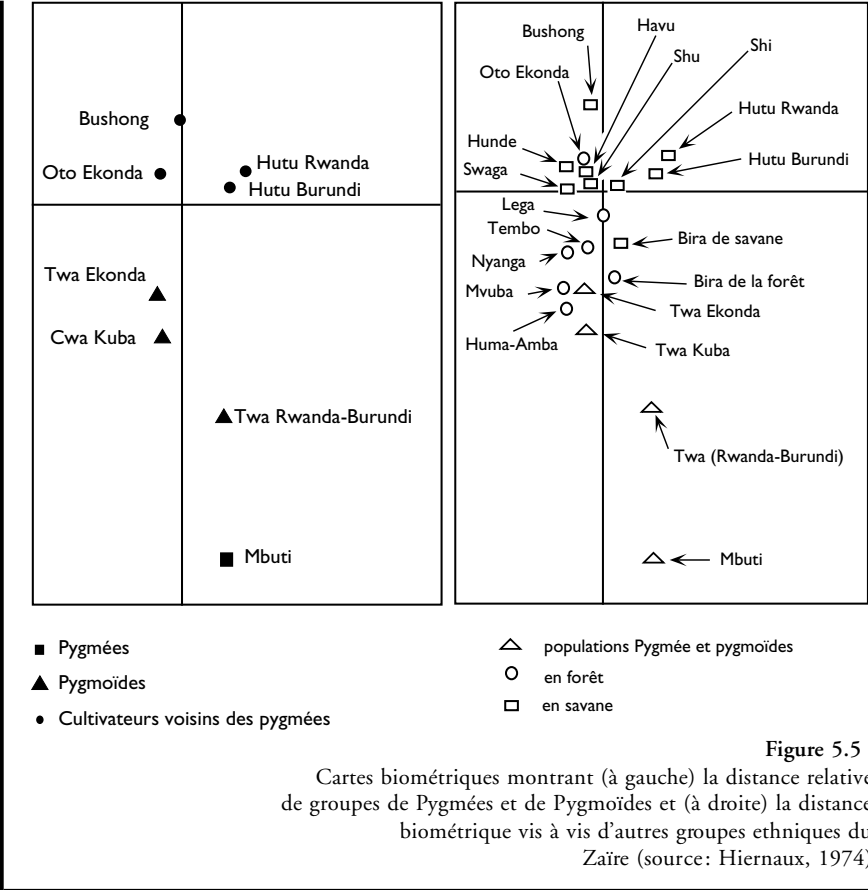 Bushong
Oto Ekonda
Hutu Rwanda
Hutu Burundi
Twa Ekonda
Cwa Kuba
Twa Rwanda-Burundi
Mbuti
Bushong
Havu
Shu
Shi
Oto Ekonda
Hutu Rwanda
Hunde
Hutu Burundi
Swaga
Lega
Tembo
Bira de savane
Nyanga
Bira de la forêt
Mvuba
Twa Ekonda
Huma-Amba
Twa Kuba
Twa (Rwanda-Burundi)
Mbuti
Pygmées
Pygmoïdes
Cultivateurs voisins des pygmées
populations Pygmée et pygmoïdes
en forêt
en savane
Figure 5.5
Cartes biométriques montrant (à gauche) la distance relative
de groupes de Pygmées et de Pygmoïdes et (à droite) la distance
biométrique vis à vis d'autres groupes ethniques du
Zaïre (source: Hiernaux, 1974)